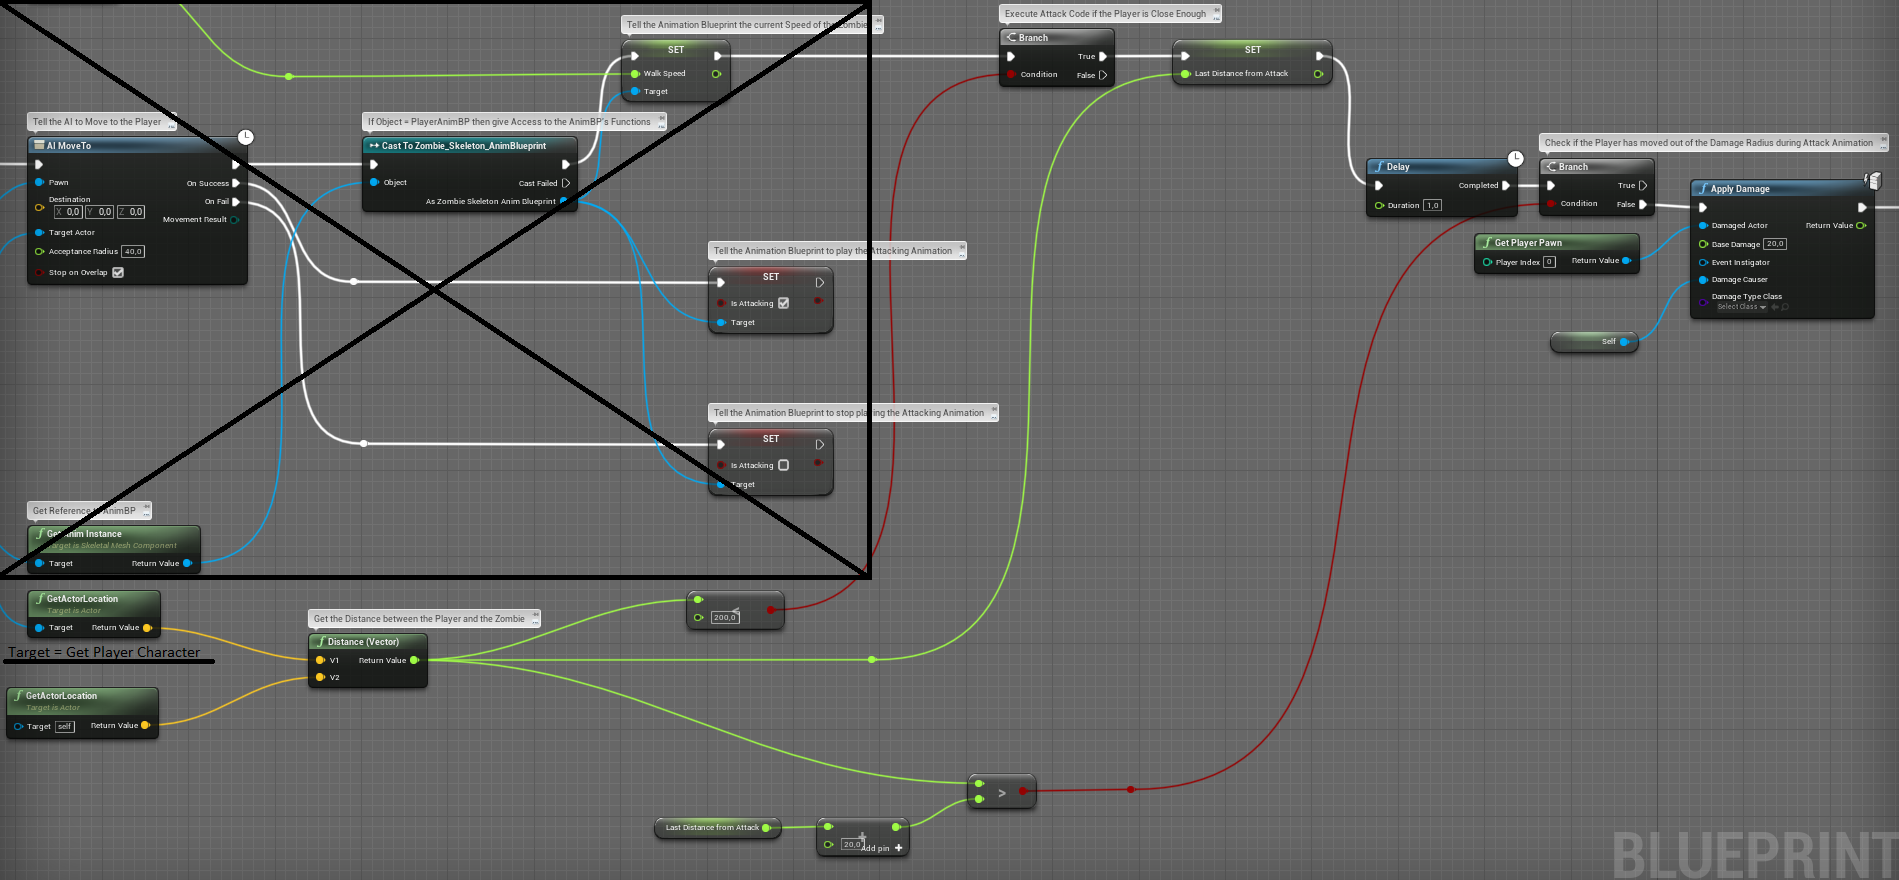 Tell the Animation Blueprint the current Speed of the Zombie
SET
Walk Speed
Target
Execute Attack Code if the Player is Close Enough
Branch
True
Condition
False
SET
Last Distance from Attack
Tell the AI to Move to the Player
AI MoveTo
Pawn
On Success
Destination
On Fail
X 0,0 Y 0,0 Z 0,0
Movement Result
Target Actor
Acceptance Radius 40,0
Stop on Overlap
If Object = PlayerAnimBP then give Access to the AnimBP's Functions
Cast To Zombie_Skeleton_AnimBlueprint
Object
Cast Failed
As Zombie Skeleton Anim Blueprint
Delay
Completed
Duration 1,0
Check if the Player has moved out of the Damage Radius during Attack Animation
Branch
True
Condition
False
Apply Damage
Damaged Actor
Return Value
Base Damage 20,0
Event Instigator
Damage Causer
Damage Type Class
Select Class
Get Player Pawn
Player Index 0
Return Value
Self
Tell the Animation Blueprint to play the Attacking Animation
SET
Is Attacking
Target
Tell the Animation Blueprint to stop playing the Attacking Animation
SET
Is Attacking
Target
Get Reference to AnimBP
Get Anim Instance
Target is Skeletal Mesh Component
Target
Return Value
GetActorLocation
Target is Actor
Target
Return Value
Target = Get Player Character
GetActorLocation
Target is Actor
Target self
Return Value
Get the Distance between the Player and the Zombie
Distance (Vector)
V1
Return Value
V2
<
200,0
>
Last Distance from Attack
+
20,0
Add pin +
BLUEPRINT